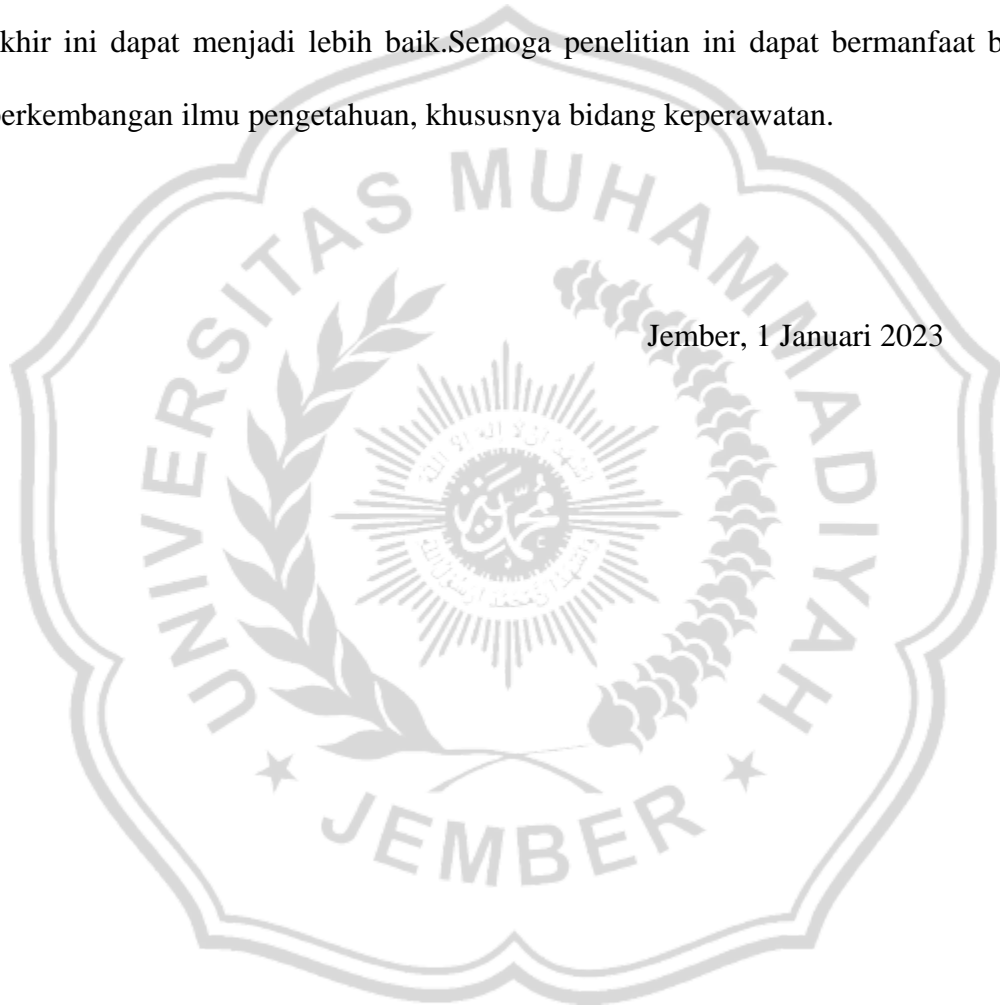 khir ini dapat menjadi lebih baik.Semoga penelitian ini dapat bermanfaat b
perkembangan ilmu pengetahuan, khususnya bidang keperawatan.
Jember, 1 Januari 2023
UNIVERSITAS MUHAMMADIYAH
JEMBER